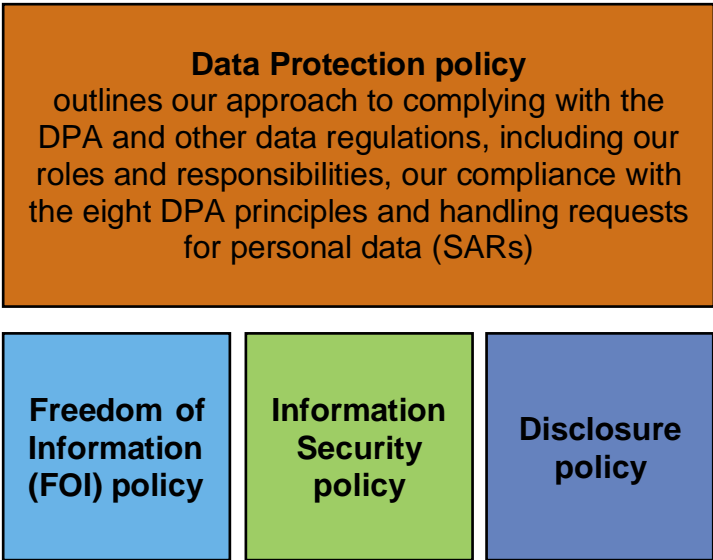 Data Protection policy
outlines our approach to complying with the
DPA and other data regulations, including our
roles and responsibilities, our compliance with
the eight DPA principles and handling requests
for personal data (SARs)
Freedom of
Information
(FOI) policy
Information
Security
policy
Disclosure
policy